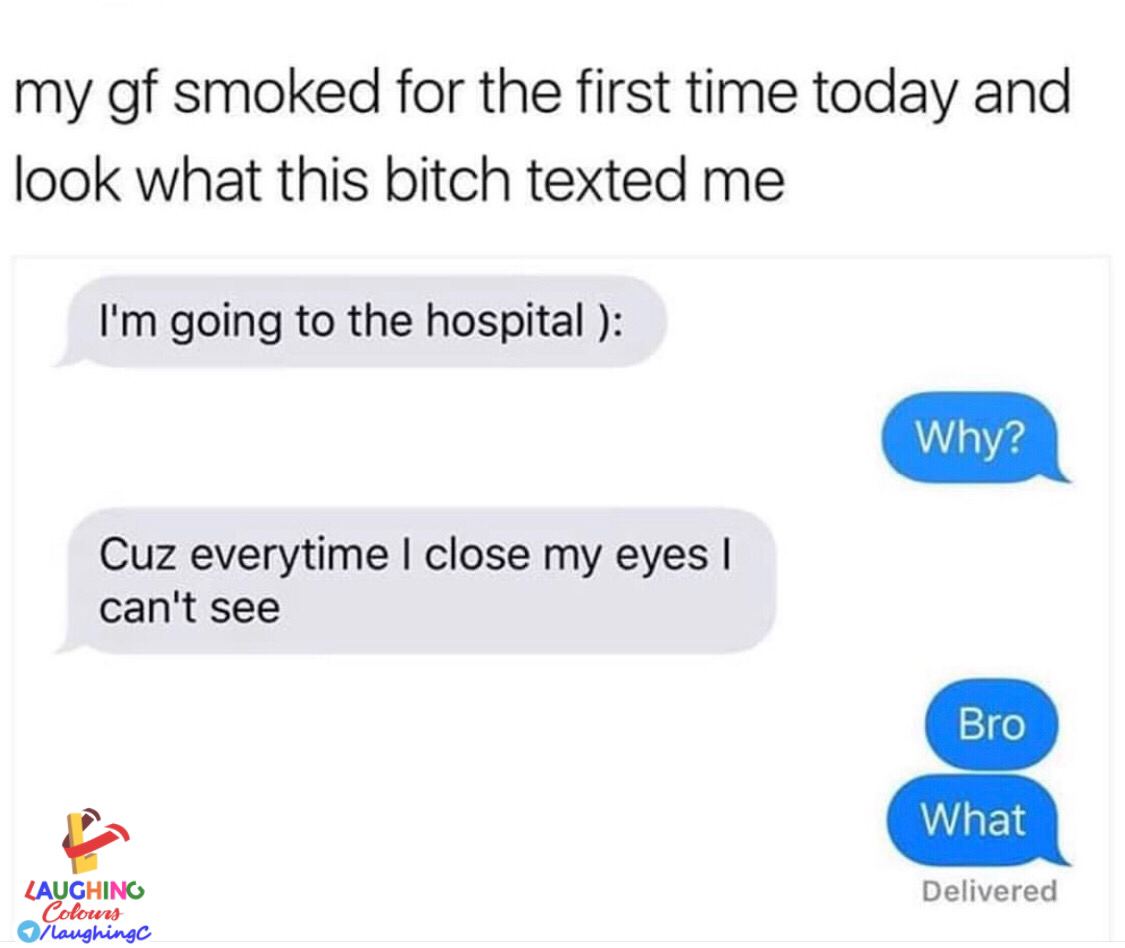 my gf smoked for the first time today and
look what this bitch texted me
I'm going to the hospital ):
Why?
Cuz everytime I close my eyes I
can't see
Bro
What
Delivered
LAUGHING
Colours
/laughingC